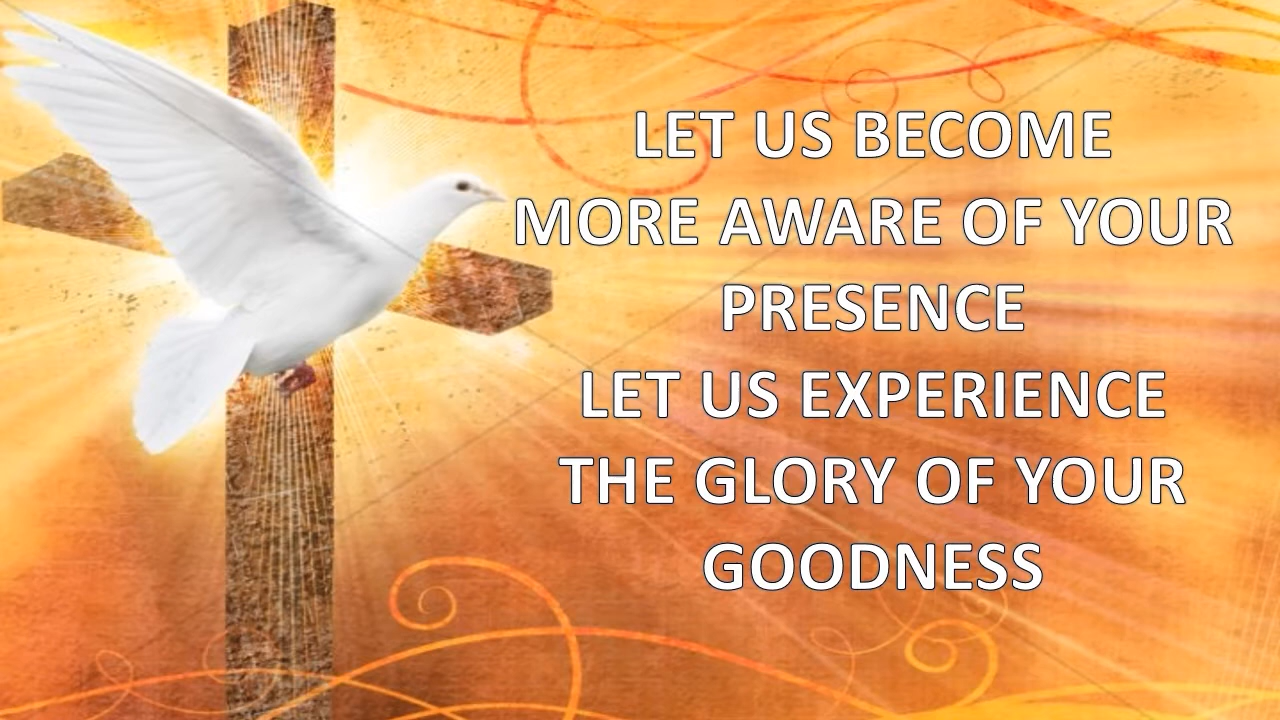 LET US BECOME
MORE AWARE OF YOUR
PRESENCE
LET US EXPERIENCE
THE GLORY OF YOUR
GOODNESS